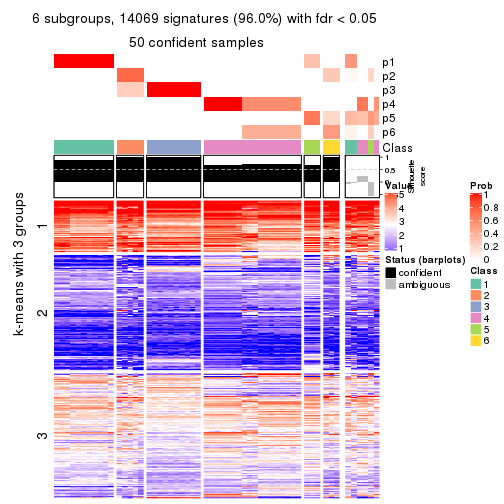 6 subgroups, 14069 signatures (96.0%) with fdr < 0.05
50 confident samples
p1
p2
p3
p4
p5
p6
Class
1
0.5
0
Silhouette
score
k-means with 3 groups
1
2
3
Value
5
4
3
2
1
Status (barplots)
confident
ambiguous
Prob
1
0.8
0.6
0.4
0.2
0
Class
1
2
3
4
5
6